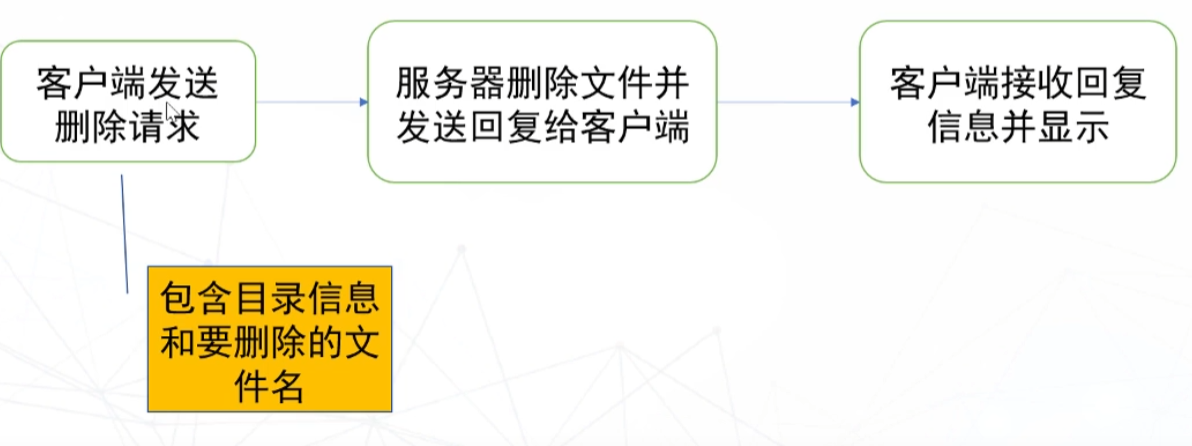 客户端发送
删除请求
服务器删除文件并
发送回复给客户端
客户端接收回复
信息并显示
包含目录信息
和要删除的文
件名